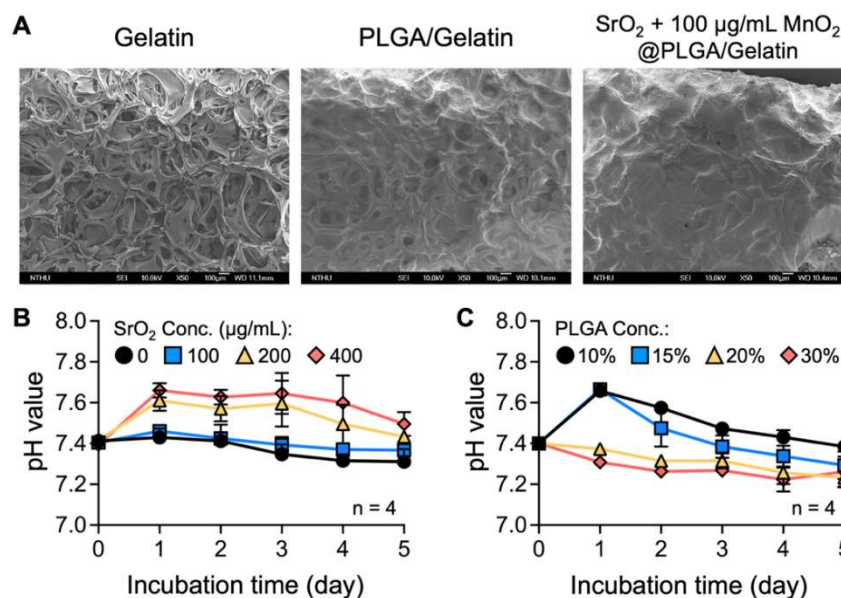 A
Gelatin
PLGA/Gelatin
SrO₂ + 100 µg/mL MnO₂
@PLGA/Gelatin
NTHU SEI 10.0kV X50 100µm WD 11.1mm
NTHU SEI 10.0kV X50 100µm WD 10.1mm
NTHU SEI 10.0kV X50 100µm WD 10.4mm
B
SrO₂ Conc. (µg/mL):
0 100 200 400
pH value
8.0
7.8
7.6
7.4
7.2
7.0
n = 4
0 1 2 3 4 5
Incubation time (day)
C
PLGA Conc.:
10% 15% 20% 30%
pH value
8.0
7.8
7.6
7.4
7.2
7.0
n = 4
0 1 2 3 4 5
Incubation time (day)